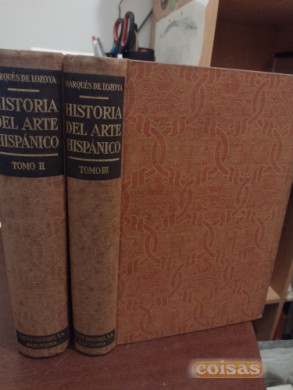 MARQUÉS DE LOZOYA
HISTORIA
DEL ARTE
HISPÁNICO
TOMO II
MARQUÉS DE LOZOYA
HISTORIA
DEL ARTE
HISPÁNICO
TOMO III
coisas